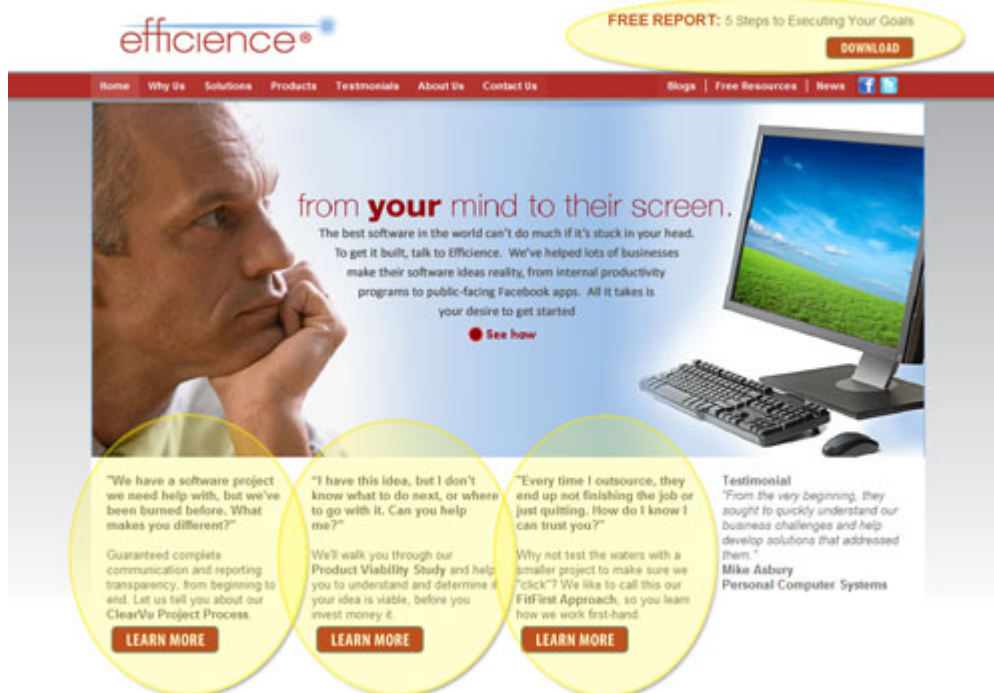 efficience®
FREE REPORT: 5 Steps to Executing Your Goals
DOWNLOAD
Home Why Us Solutions Products Testmonials About Us Contact Us Blogs | Free Resources | News
from your mind to their screen.
The best software in the world can't do much if it's stuck in your head.
To get it built, talk to Efficience. We've helped lots of businesses
make their software ideas reality, from internal productivity
programs to public-facing Facebook apps. All it takes is
your desire to get started
See how
"We have a software project
we need help with, but we've
been burned before. What
makes you different?"
Guaranteed complete
communication and reporting
transparency, from beginning to
end. Let us tell you about our
ClearVu Project Process
LEARN MORE
"I have this idea, but I don't
know what to do next, or where
to go with it. Can you help
me?"
We'll walk you through our
Product Viability Study and help
you to understand and determine if
your idea is viable, before you
invest money it.
LEARN MORE
"Every time I outsource, they
end up not finishing the job or
just quitting. How do I know I
can trust you?"
Why not test the waters with a
smaller project to make sure we
"click"? We like to call this our
FitFirst Approach, so you learn
how we work first-hand.
LEARN MORE
Testimonial
"From the very beginning, they
sought to quickly understand our
business challenges and help
develop solutions that addressed
them."
Mike Asbury
Personal Computer Systems